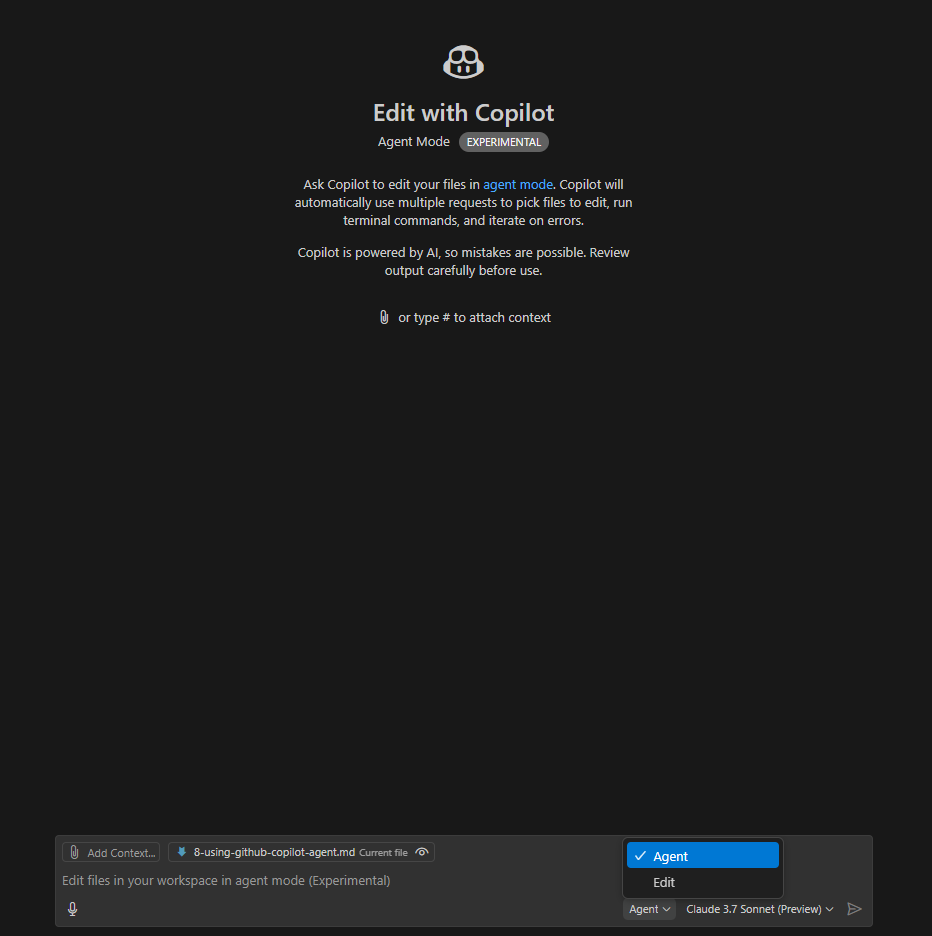 Edit with Copilot
Agent Mode EXPERIMENTAL
Ask Copilot to edit your files in agent mode. Copilot will
automatically use multiple requests to pick files to edit, run
terminal commands, and iterate on errors.
Copilot is powered by AI, so mistakes are possible. Review
output carefully before use.
or type # to attach context
Add Context... 8-using-github-copilot-agent.md Current file
Edit files in your workspace in agent mode (Experimental)
Agent
Edit
Agent Claude 3.7 Sonnet (Preview)